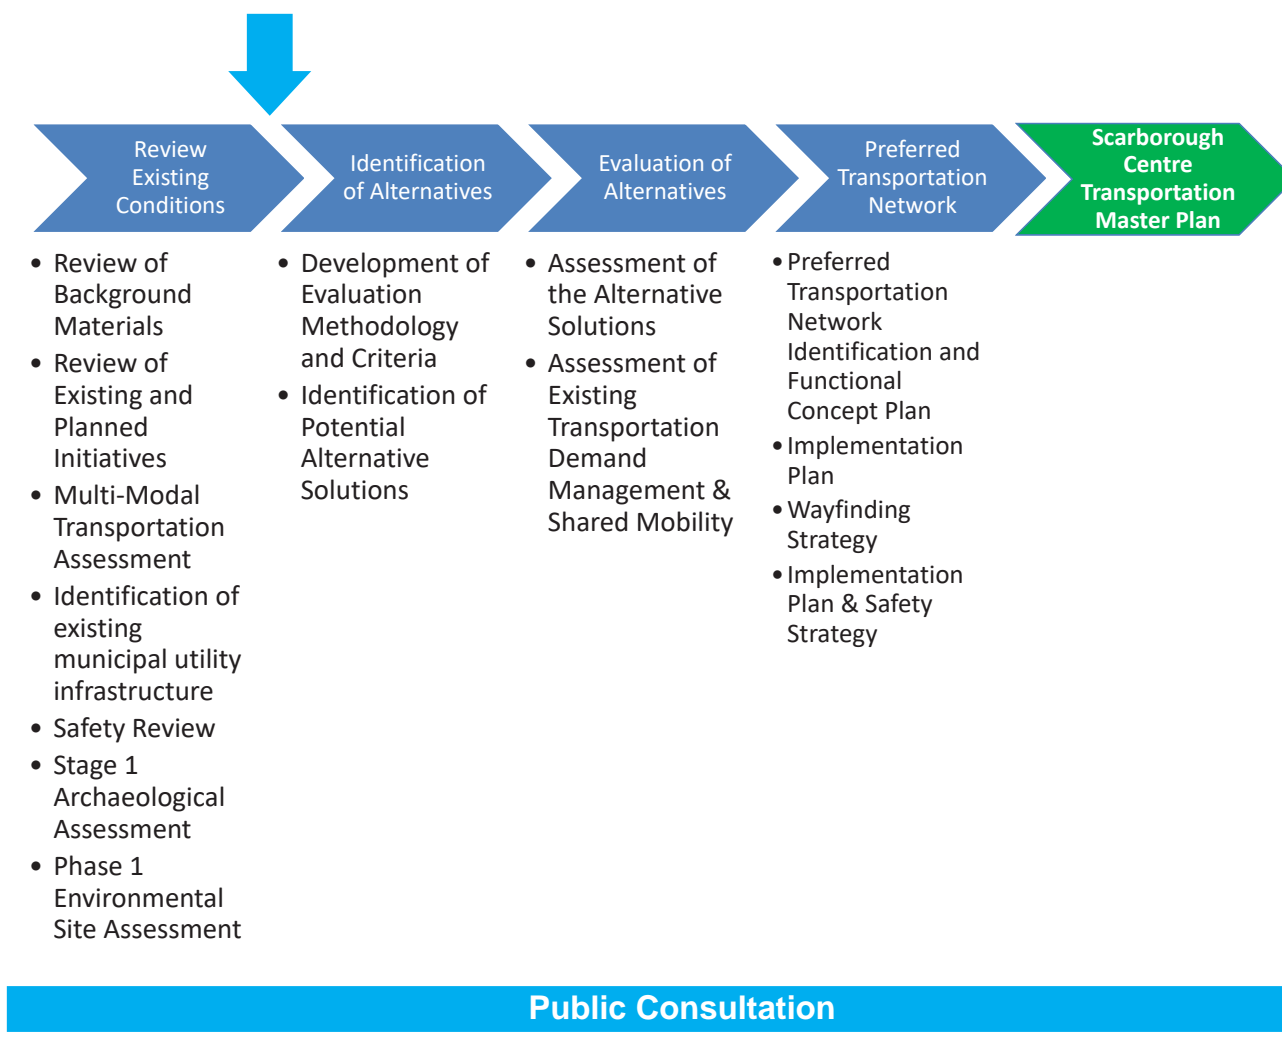 Review
Existing
Conditions
Identification
of Alternatives
Evaluation of
Alternatives
Preferred
Transportation
Network
Scarborough
Centre
Transportation
Master Plan
• Review of
Background
Materials
• Review of
Existing and
Planned
Initiatives
• Multi-Modal
Transportation
Assessment
• Identification of
existing
municipal utility
infrastructure
• Safety Review
• Stage 1
Archaeological
Assessment
• Phase 1
Environmental
Site Assessment
• Development of
Evaluation
Methodology
and Criteria
• Identification of
Potential
Alternative
Solutions
• Assessment of
the Alternative
Solutions
• Assessment of
Existing
Transportation
Demand
Management &
Shared Mobility
• Preferred
Transportation
Network
Identification and
Functional
Concept Plan
• Implementation
Plan
• Wayfinding
Strategy
• Implementation
Plan & Safety
Strategy
Public Consultation